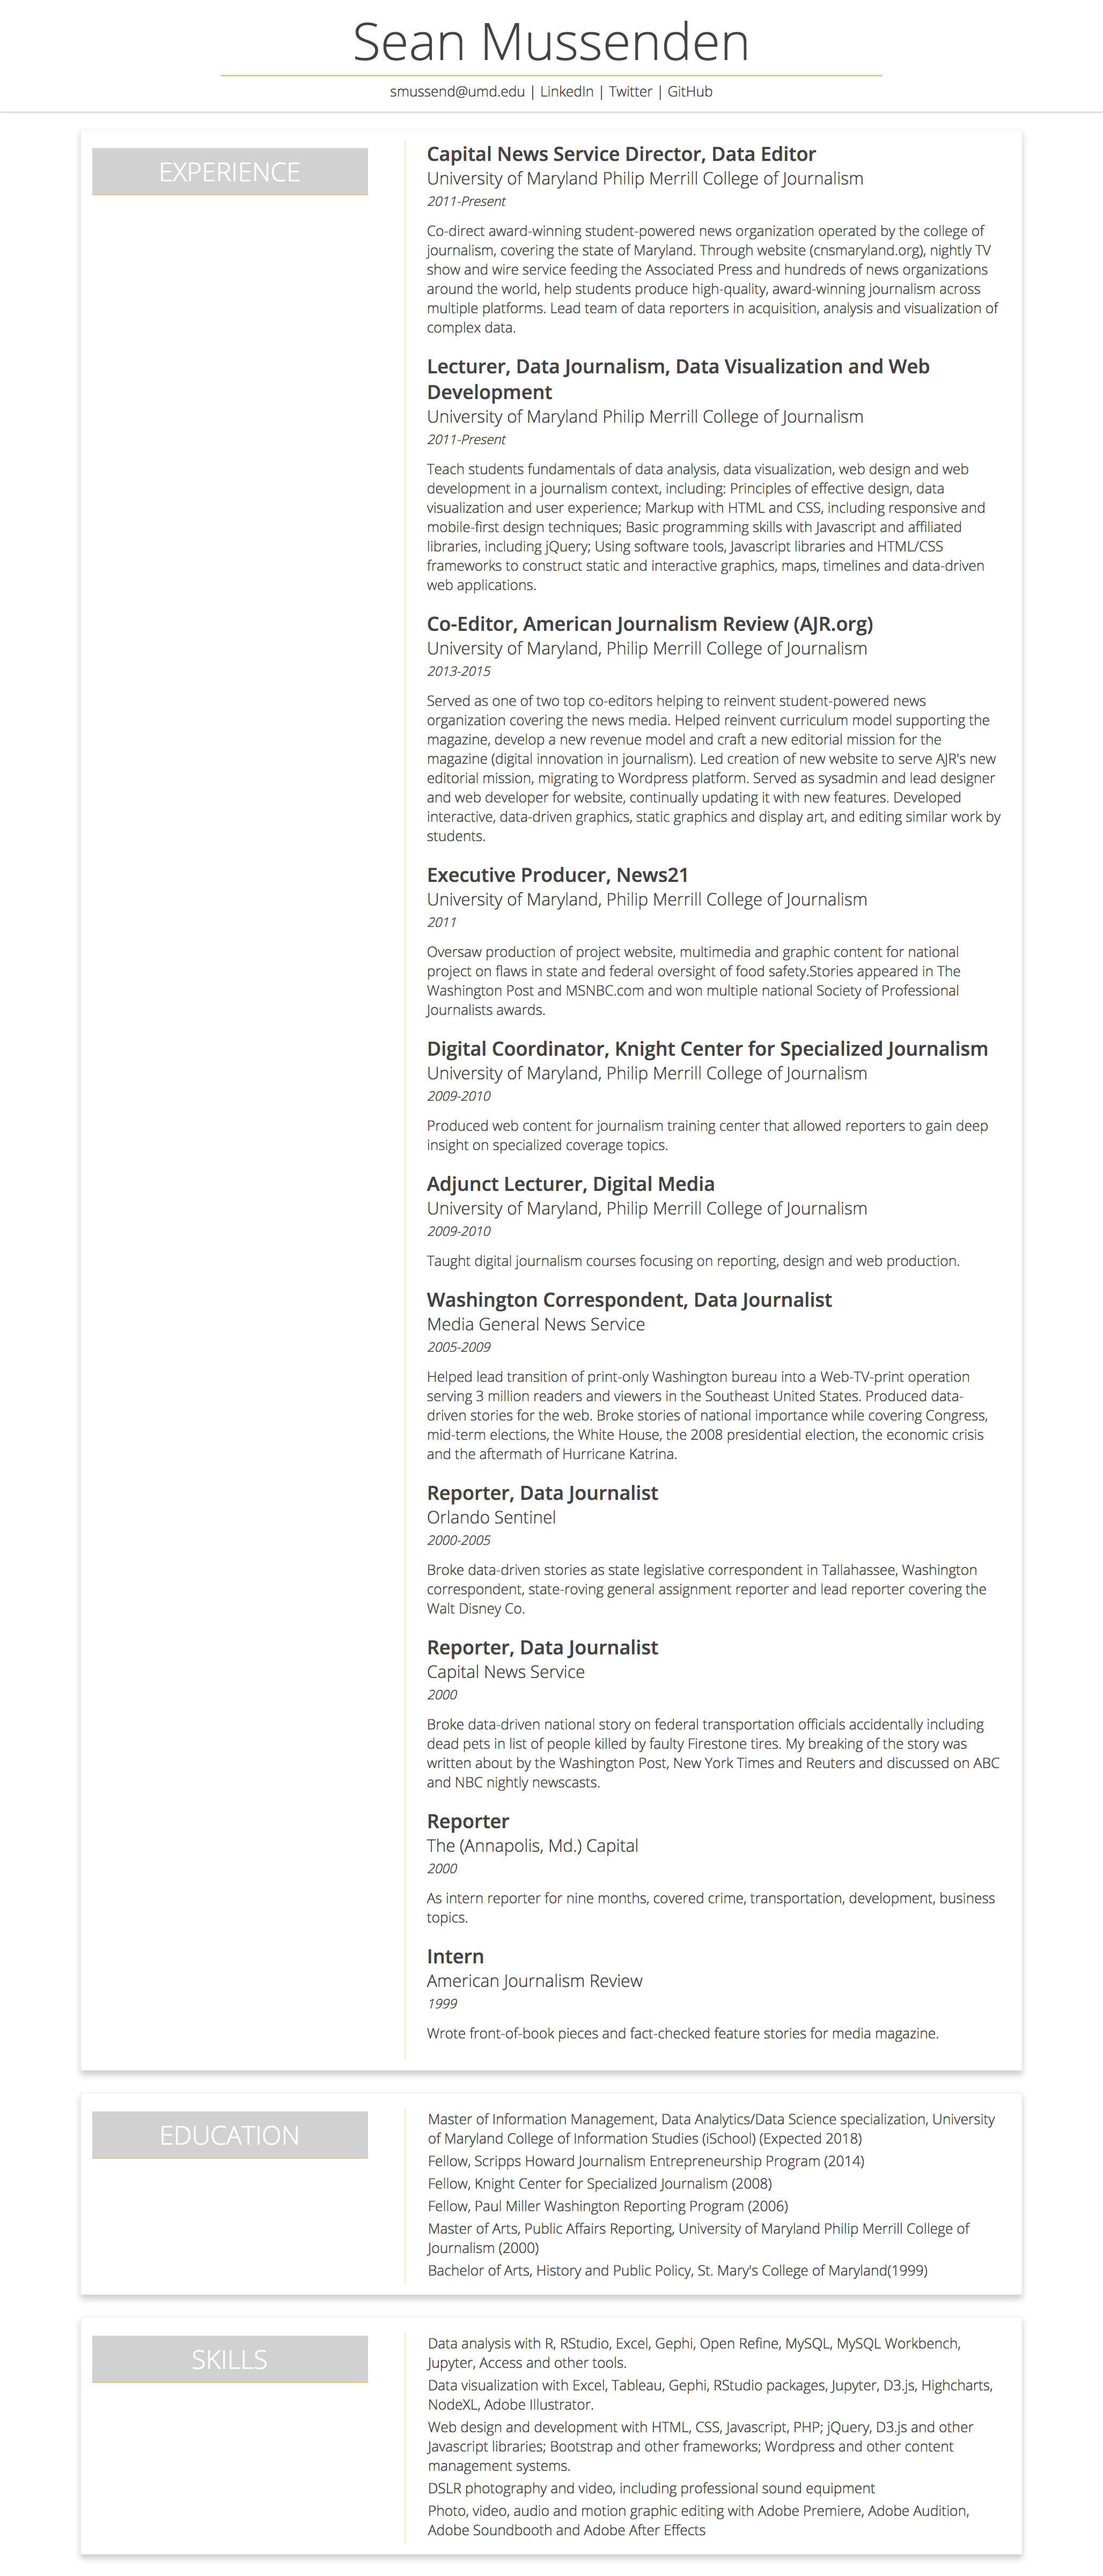 Sean Mussenden
smussend@umd.edu | LinkedIn | Twitter | GitHub
EXPERIENCE
Capital News Service Director, Data Editor
University of Maryland Philip Merrill College of Journalism
2011-Present
Co-direct award-winning student-powered news organization operated by the college of
journalism, covering the state of Maryland. Through website (cnsmaryland.org), nightly TV
show and wire service feeding the Associated Press and hundreds of news organizations
around the world, help students produce high-quality, award-winning journalism across
multiple platforms. Lead team of data reporters in acquisition, analysis and visualization of
complex data.
Lecturer, Data Journalism, Data Visualization and Web
Development
University of Maryland Philip Merrill College of Journalism
2011-Present
Teach students fundamentals of data analysis, data visualization, web design and web
development in a journalism context, including: Principles of effective design, data
visualization and user experience; Markup with HTML and CSS, including responsive and
mobile-first design techniques; Basic programming skills with Javascript and affiliated
libraries, including jQuery; Using software tools, Javascript libraries and HTML/CSS
frameworks to construct static and interactive graphics, maps, timelines and data-driven
web applications.
Co-Editor, American Journalism Review (AJR.org)
University of Maryland, Philip Merrill College of Journalism
2013-2015
Served as one of two top co-editors helping to reinvent student-powered news
organization covering the news media. Helped reinvent curriculum model supporting the
magazine, develop a new revenue model and craft a new editorial mission for the
magazine (digital innovation in journalism). Led creation of new website to serve AJR's new
editorial mission, migrating to Wordpress platform. Served as sysadmin and lead designer
and web developer for website, continually updating it with new features. Developed
interactive, data-driven graphics, static graphics and display art, and editing similar work by
students.
Executive Producer, News21
University of Maryland, Philip Merrill College of Journalism
2011
Oversaw production of project website, multimedia and graphic content for national
project on flaws in state and federal oversight of food safety.Stories appeared in The
Washington Post and MSNBC.com and won multiple national Society of Professional
Journalists awards.
Digital Coordinator, Knight Center for Specialized Journalism
University of Maryland, Philip Merrill College of Journalism
2009-2010
Produced web content for journalism training center that allowed reporters to gain deep
insight on specialized coverage topics.
Adjunct Lecturer, Digital Media
University of Maryland, Philip Merrill College of Journalism
2009-2010
Taught digital journalism courses focusing on reporting, design and web production.
Washington Correspondent, Data Journalist
Media General News Service
2005-2009
Helped lead transition of print-only Washington bureau into a Web-TV-print operation
serving 3 million readers and viewers in the Southeast United States. Produced data-
driven stories for the web. Broke stories of national importance while covering Congress,
mid-term elections, the White House, the 2008 presidential election, the economic crisis
and the aftermath of Hurricane Katrina.
Reporter, Data Journalist
Orlando Sentinel
2000-2005
Broke data-driven stories as state legislative correspondent in Tallahassee, Washington
correspondent, state-roving general assignment reporter and lead reporter covering the
Walt Disney Co.
Reporter, Data Journalist
Capital News Service
2000
Broke data-driven national story on federal transportation officials accidentally including
dead pets in list of people killed by faulty Firestone tires. My breaking of the story was
written about by the Washington Post, New York Times and Reuters and discussed on ABC
and NBC nightly newscasts.
Reporter
The (Annapolis, Md.) Capital
2000
As intern reporter for nine months, covered crime, transportation, development, business
topics.
Intern
American Journalism Review
1999
Wrote front-of-book pieces and fact-checked feature stories for media magazine.
EDUCATION
Master of Information Management, Data Analytics/Data Science specialization, University
of Maryland College of Information Studies (iSchool) (Expected 2018)
Fellow, Scripps Howard Journalism Entrepreneurship Program (2014)
Fellow, Knight Center for Specialized Journalism (2008)
Fellow, Paul Miller Washington Reporting Program (2006)
Master of Arts, Public Affairs Reporting, University of Maryland Philip Merrill College of
Journalism (2000)
Bachelor of Arts, History and Public Policy, St. Mary's College of Maryland(1999)
SKILLS
Data analysis with R, RStudio, Excel, Gephi, Open Refine, MySQL, MySQL Workbench,
Jupyter, Access and other tools.
Data visualization with Excel, Tableau, Gephi, RStudio packages, Jupyter, D3.js, Highcharts,
NodeXL, Adobe Illustrator.
Web design and development with HTML, CSS, Javascript, PHP; jQuery, D3.js and other
Javascript libraries; Bootstrap and other frameworks; Wordpress and other content
management systems.
DSLR photography and video, including professional sound equipment
Photo, video, audio and motion graphic editing with Adobe Premiere, Adobe Audition,
Adobe Soundbooth and Adobe After Effects